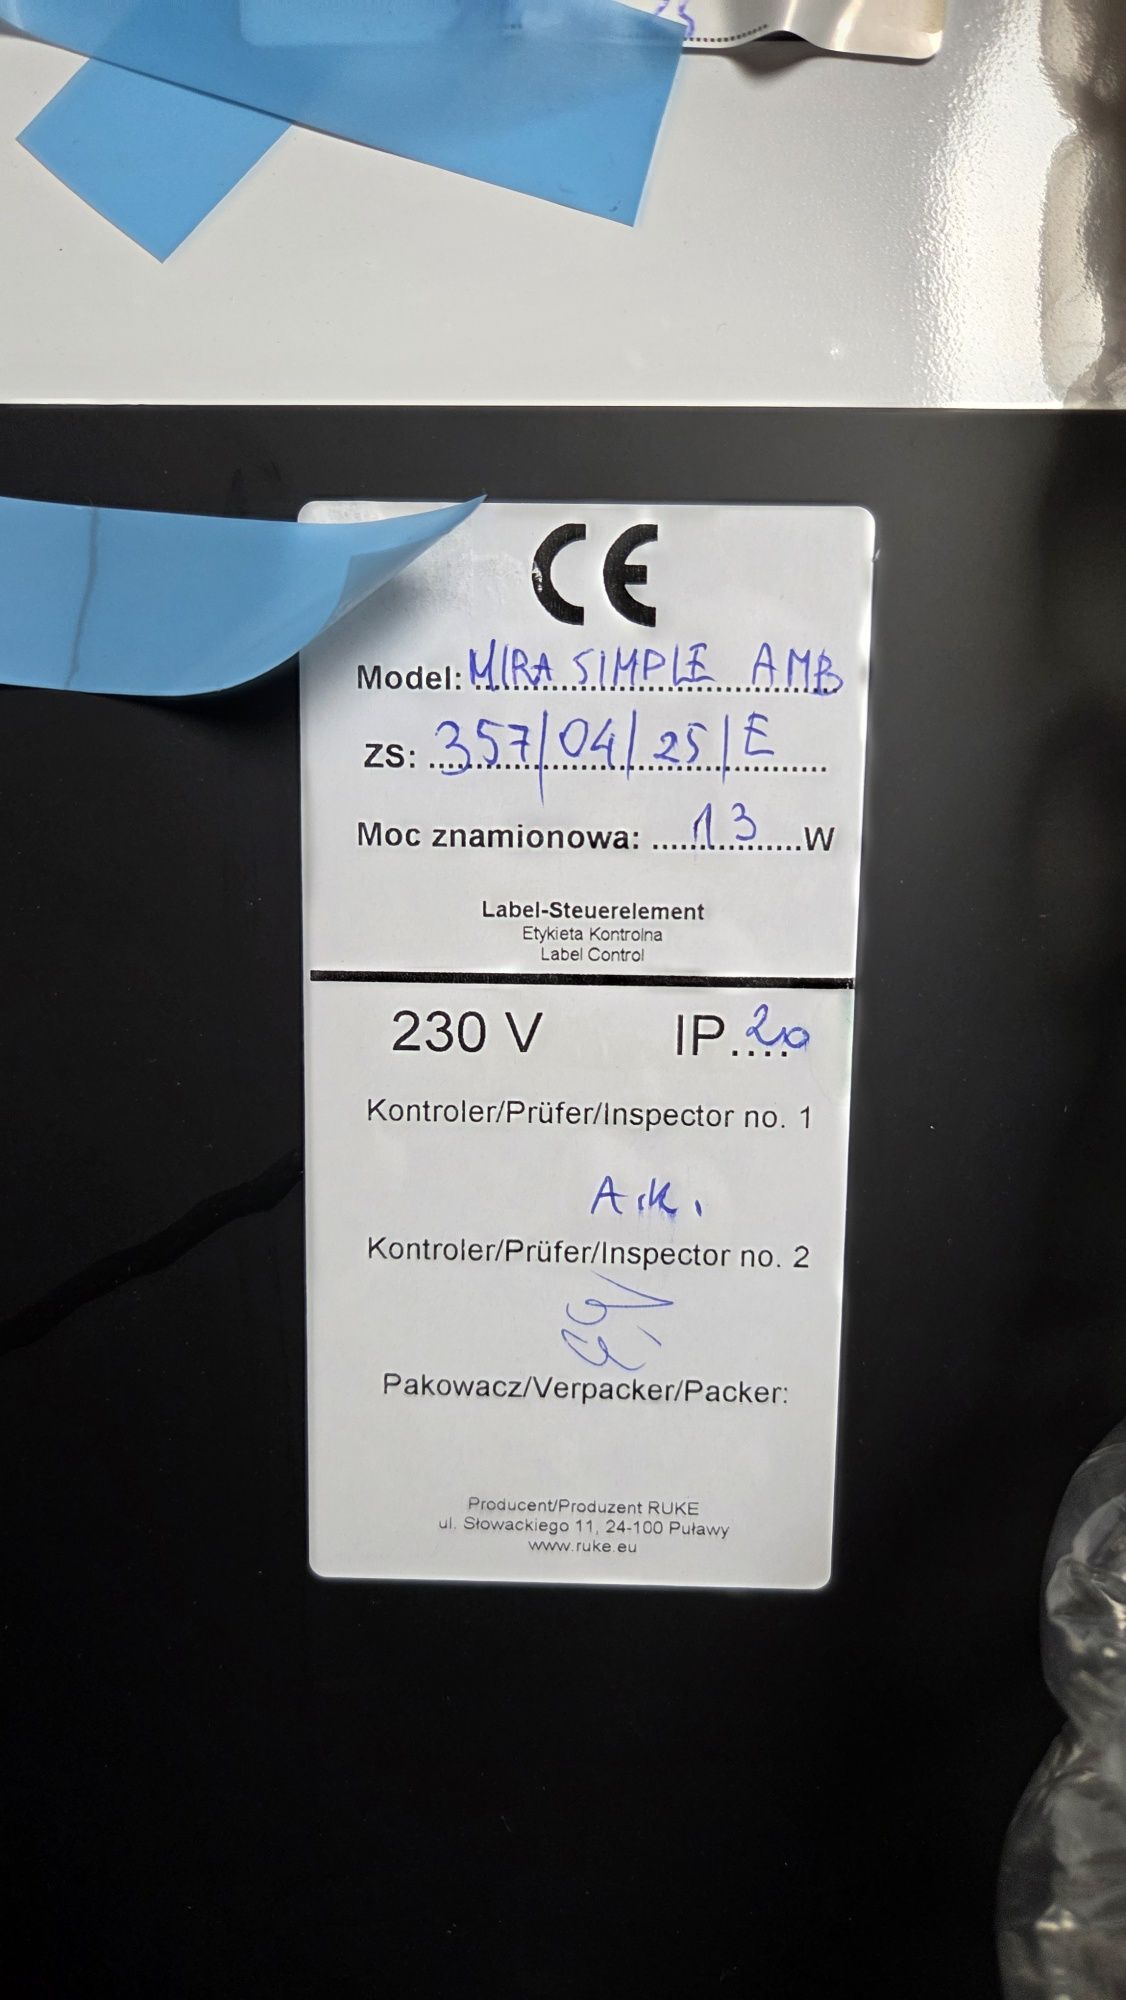 CE
Model: MIRA SIMPLE AMB
ZS: 357/04/25/E
Moc znamionowa: 13 W
Label-Steuerelement
Etykieta Kontrolna
Label Control
230 V IP 20
Kontroler/Prüfer/Inspector no. 1
A.K.
Kontroler/Prüfer/Inspector no. 2
Pakowacz/Verpacker/Packer:
Producent/Produzent RUKE
ul. Słowackiego 11, 24-100 Puławy
www.ruke.eu